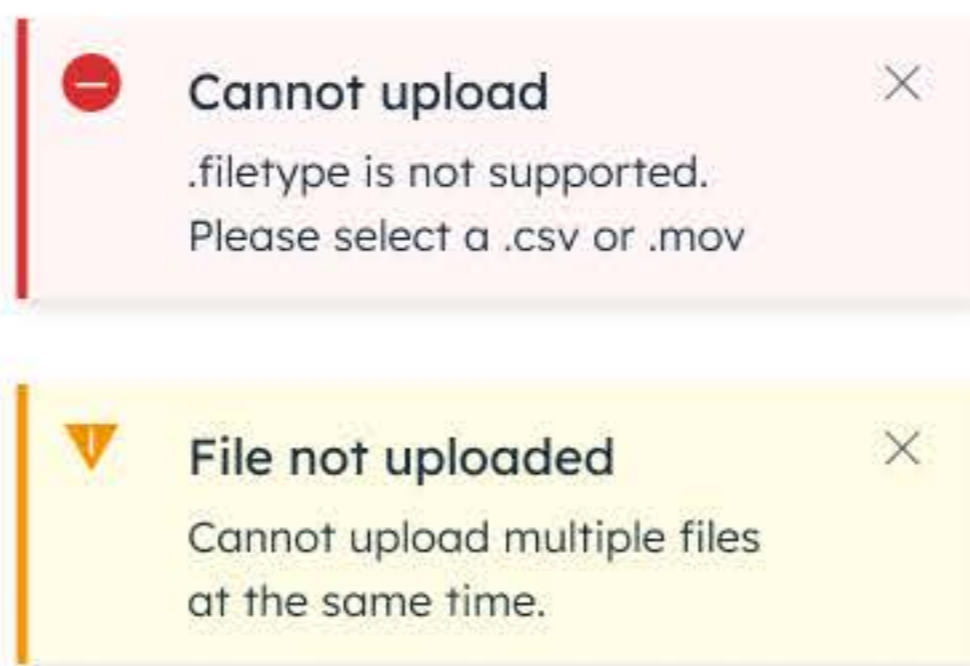 Cannot upload
.filetype is not supported.
Please select a .csv or .mov
File not uploaded
Cannot upload multiple files
at the same time.